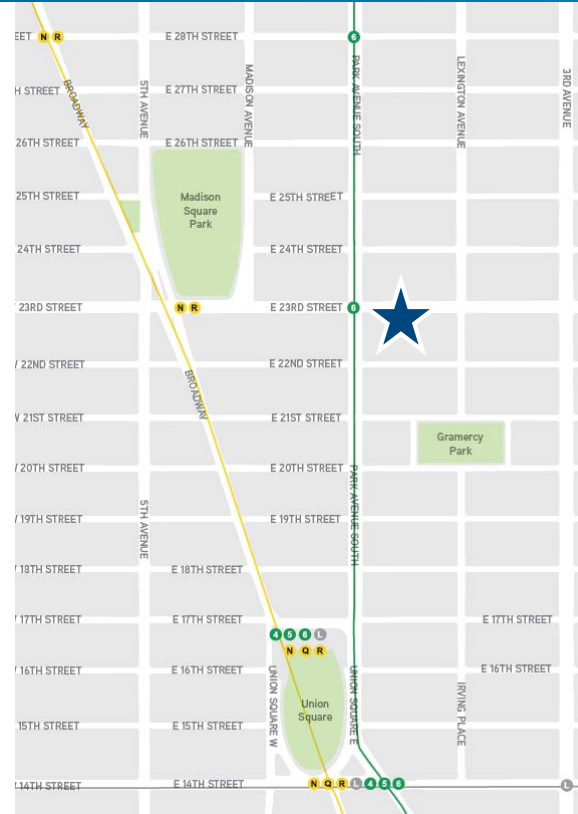 EET N R E 28TH STREET 6
BROADWAY
5TH AVENUE
MADISON AVENUE
PARK AVENUE SOUTH
LEXINGTON AVENUE
3RD AVENUE
H STREET E 27TH STREET
26TH STREET E 26TH STREET
25TH STREET E 25TH STREET
Madison
Square
Park
24TH STREET E 24TH STREET
23RD STREET N R E 23RD STREET 6
22ND STREET E 22ND STREET
BROADWAY
W 21ST STREET E 21ST STREET
Gramercy
Park
20TH STREET E 20TH STREET
PARK AVENUE SOUTH
5TH AVENUE
19TH STREET E 19TH STREET
18TH STREET E 18TH STREET
17TH STREET E 17TH STREET E 17TH STREET
4 5 6 L
N Q R
16TH STREET E 16TH STREET E 16TH STREET
UNION SQUARE W
UNION SQUARE E
IRVING PLACE
Union
Square
15TH STREET E 15TH STREET
14TH STREET E 14TH STREET N Q R L 4 5 6 L